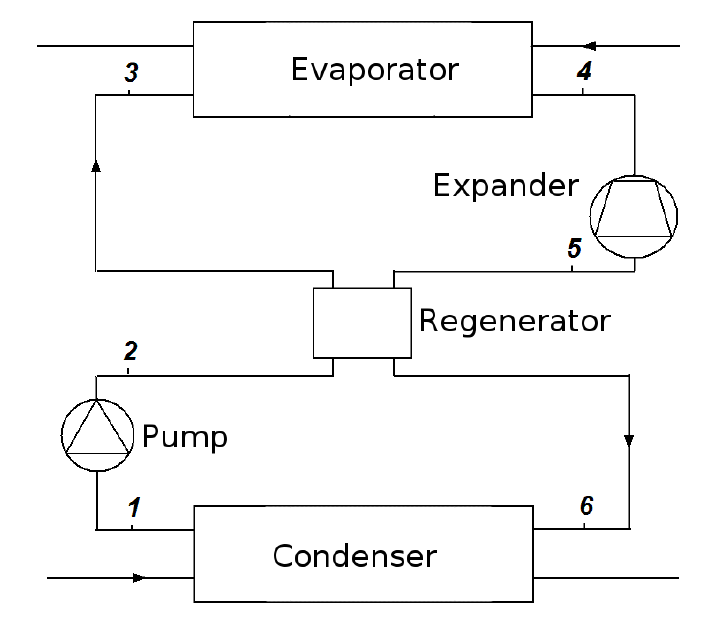 Evaporator
3
4
Expander
5
Regenerator
2
Pump
1
6
Condenser